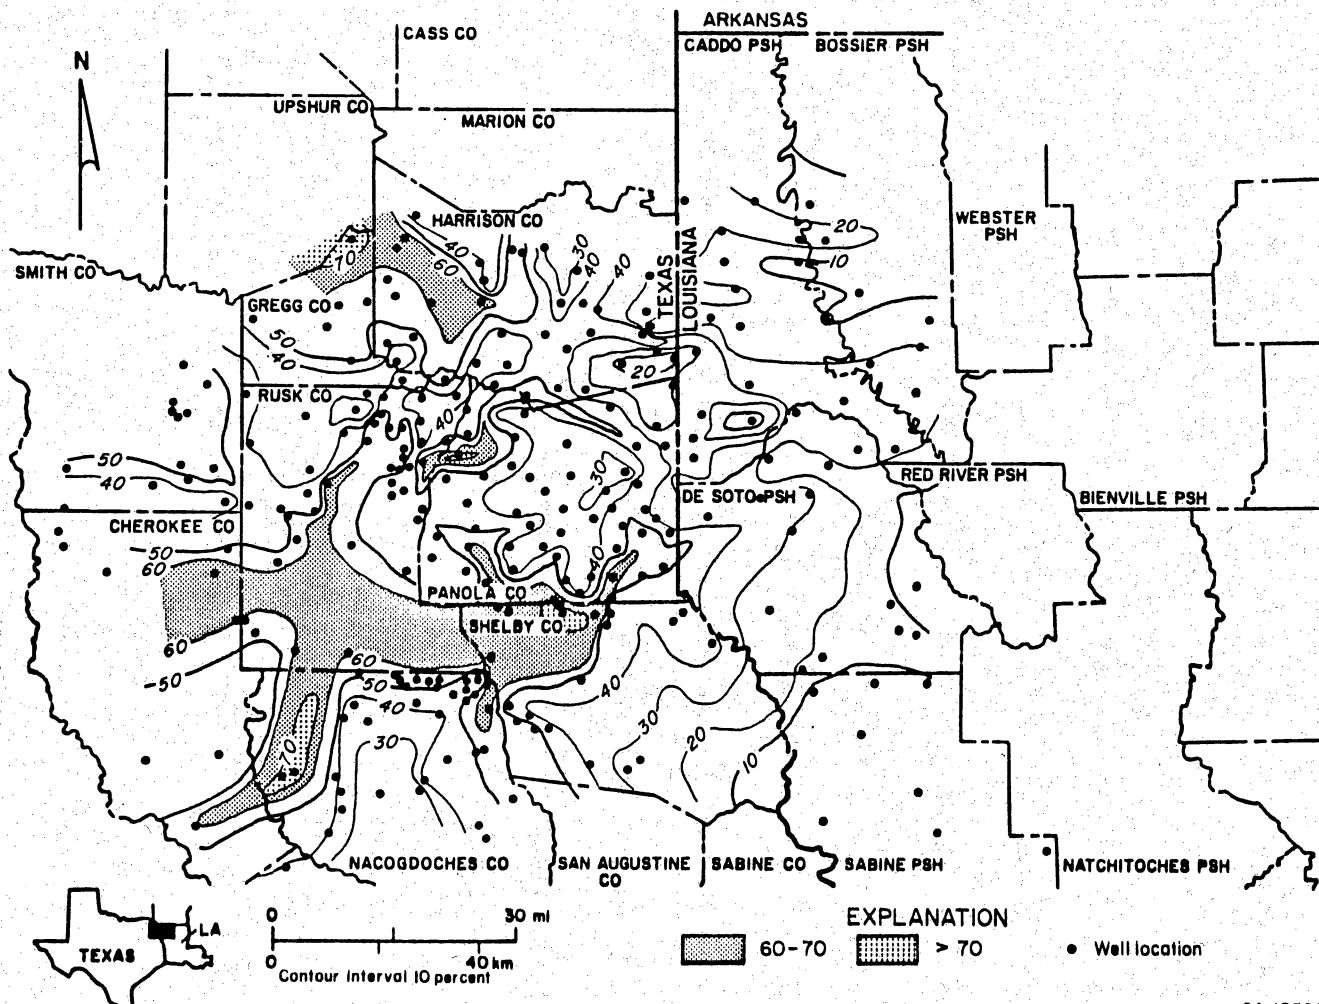 ARKANSAS
CASS CO
CADDO PSH
BOSSIER PSH
N
UPSHUR CO
MARION CO
HARRISON CO
WEBSTER
PSH
SMITH CO
GREGG CO
TEXAS
LOUISIANA
40
60
70
30
40
40
20
10
50
40
20
RUSK CO
40
50
40
30
RED RIVER PSH
DE SOTO PSH
BIENVILLE PSH
CHEROKEE CO
50
60
40
PANOLA CO
SHELBY CO
60
50
60
50
40
30
70
40
30
20
10
NACOGDOCHES CO
SAN AUGUSTINE
CO
SABINE CO
SABINE PSH
NATCHITOCHES PSH
TEXAS
LA
0 30 mi
0 40 km
Contour interval 10 percent
EXPLANATION
60-70
> 70
Well location